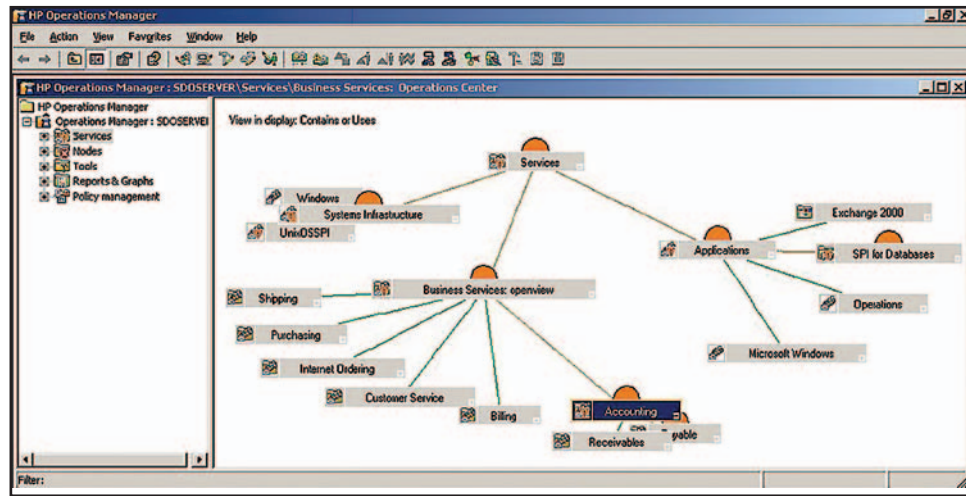 HP Operations Manager
File Action View Favorites Window Help
HP Operations Manager : SDOSERVER\Services\Business Services: Operations Center
HP Operations Manager
Operations Manager : SDOSERVEI
Services
Nodes
Tools
Reports & Graphs
Policy management
View in display: Contains or Uses
Services
Windows
Systems Infrastucture
UnixOSSPI
Exchange 2000
Applications
SPI for Databases
Business Services: openview
Shipping
Operations
Purchasing
Microsoft Windows
Internet Ordering
Customer Service
Billing
Accounting
Receivables
Filter: